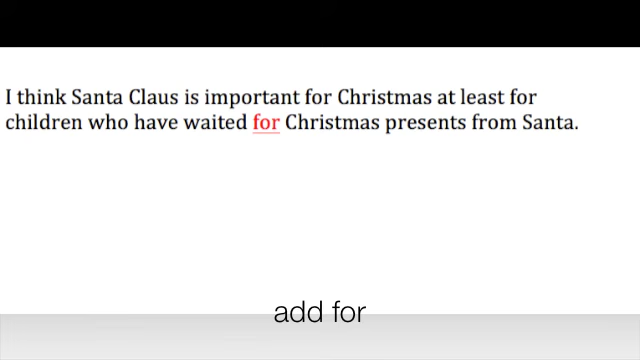 I think Santa Claus is important for Christmas at least for
children who have waited for Christmas presents from Santa.
add for